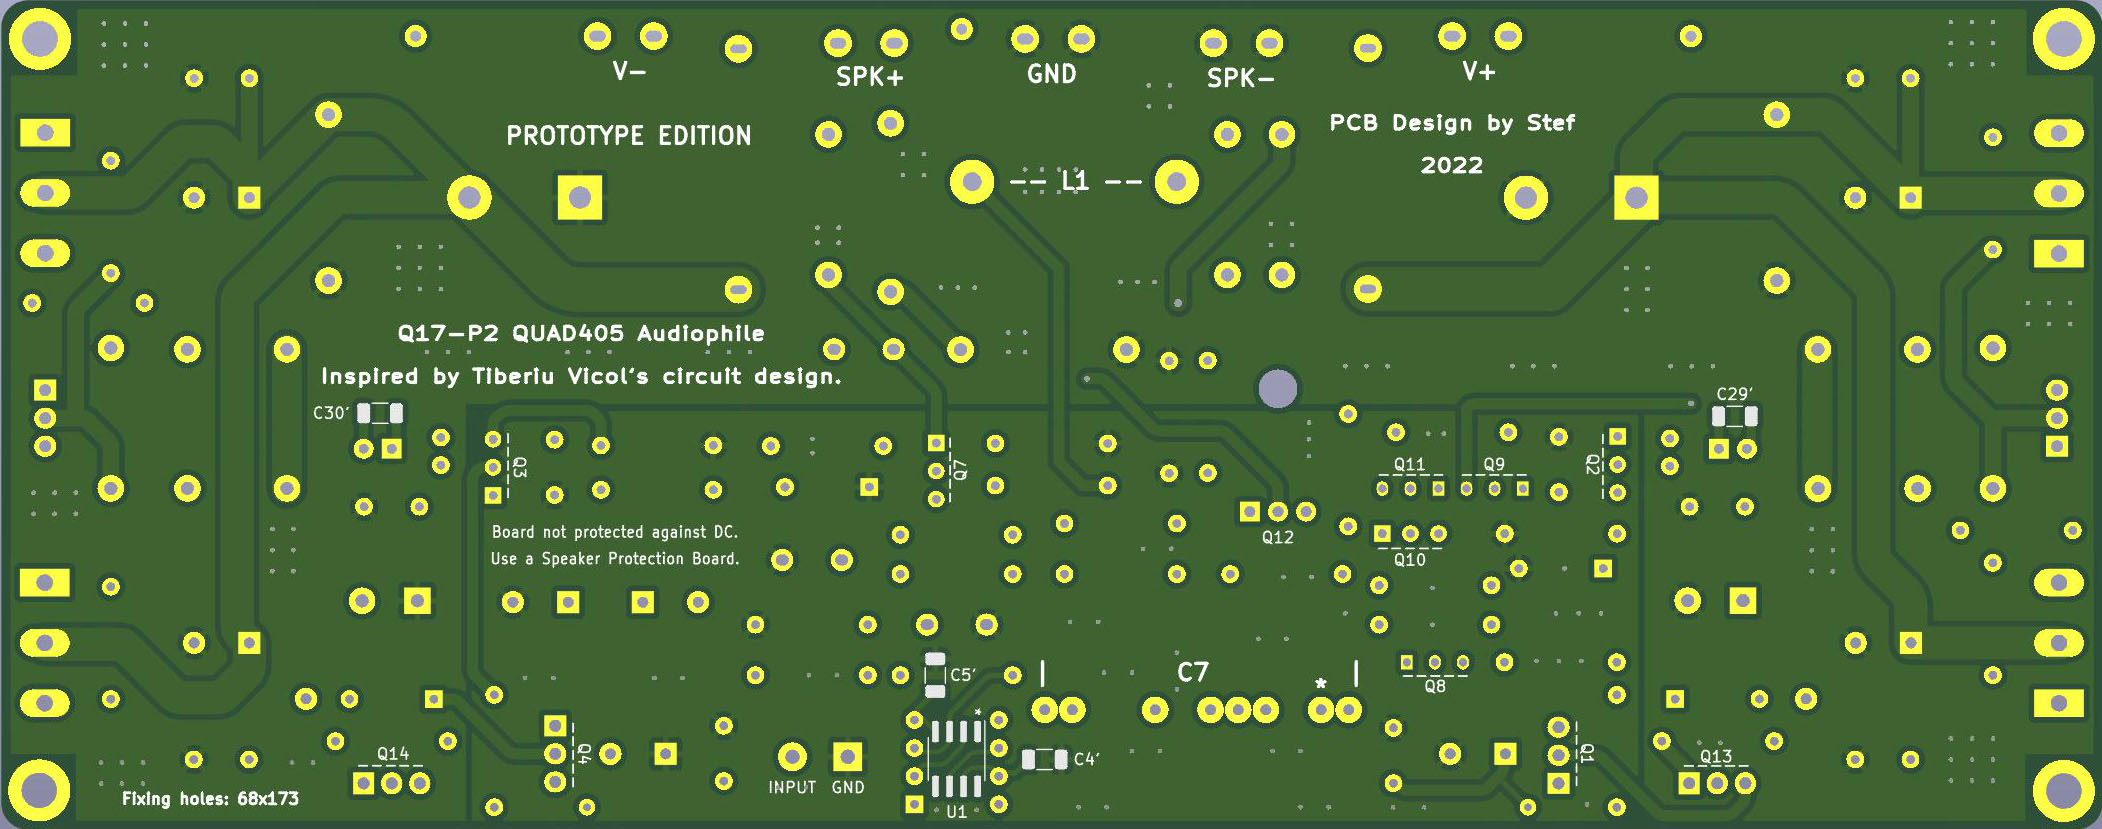 V-
SPK+
GND
SPK-
V+
PROTOTYPE EDITION
PCB Design by Stef
2022
-- L1 --
Q17-P2 QUAD405 Audiophile
Inspired by Tiberiu Vicol's circuit design.
C30'
C29'
Q3
Q7
Q11
Q9
Q2
Board not protected against DC.
Use a Speaker Protection Board.
Q12
Q10
C5'
C7
*
Q8
*
Q14
Q4
C4'
Q1
Q13
INPUT
GND
Fixing holes: 68x173
U1